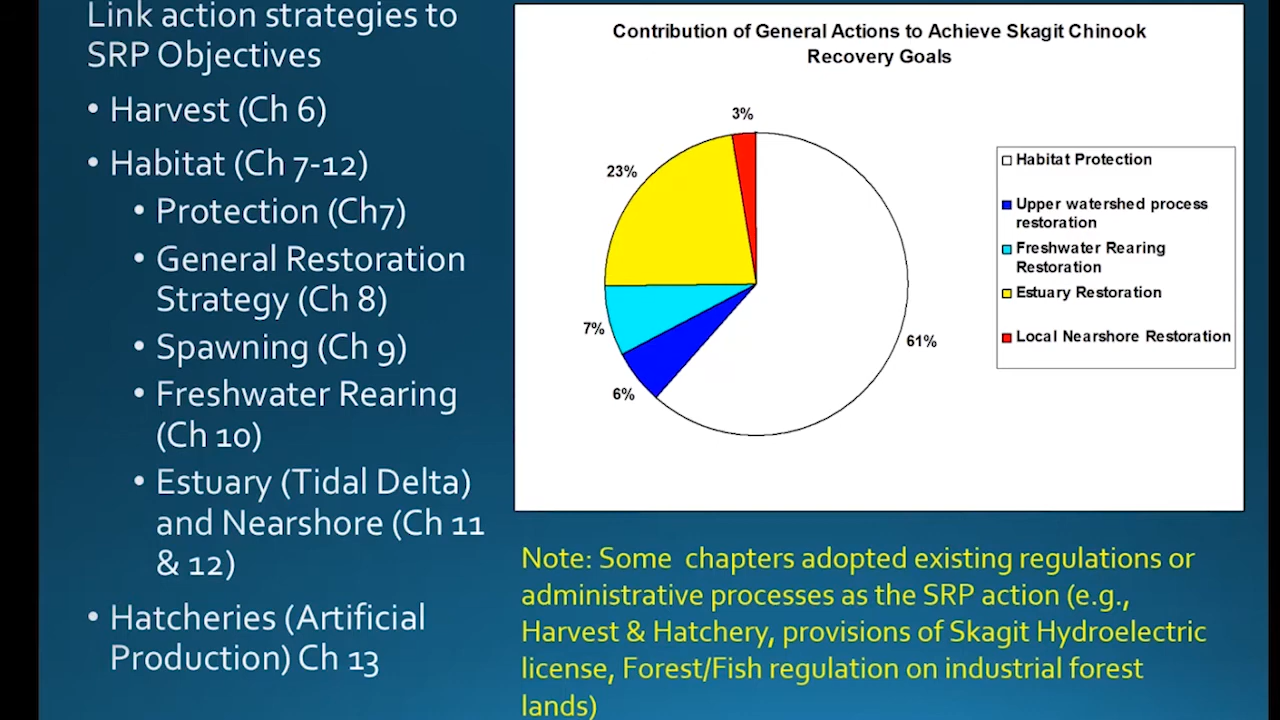 Link action strategies to
SRP Objectives
• Harvest (Ch 6)
• Habitat (Ch 7-12)
• Protection (Ch7)
• General Restoration
Strategy (Ch 8)
• Spawning (Ch 9)
• Freshwater Rearing
(Ch 10)
• Estuary (Tidal Delta)
and Nearshore (Ch 11
& 12)
• Hatcheries (Artificial
Production) Ch 13
Contribution of General Actions to Achieve Skagit Chinook
Recovery Goals
3%
23%
7%
6%
61%
Habitat Protection
Upper watershed process
restoration
Freshwater Rearing
Restoration
Estuary Restoration
Local Nearshore Restoration
Note: Some  chapters adopted existing regulations or
administrative processes as the SRP action (e.g.,
Harvest & Hatchery, provisions of Skagit Hydroelectric
license, Forest/Fish regulation on industrial forest
lands)